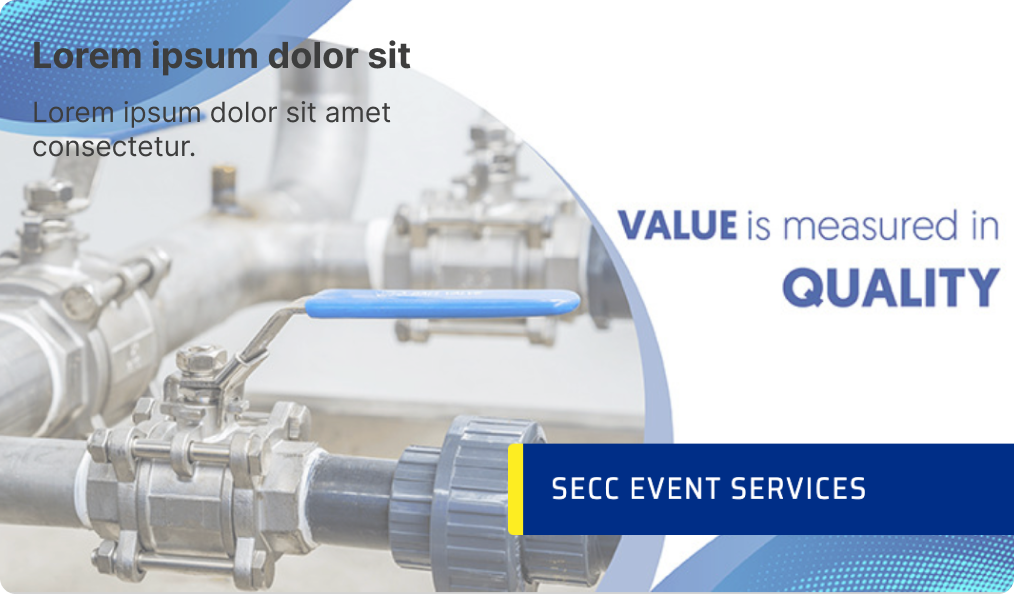 Lorem ipsum dolor sit
Lorem ipsum dolor sit amet
consectetur.
VALUE is measured in
QUALITY
SECC EVENT SERVICES